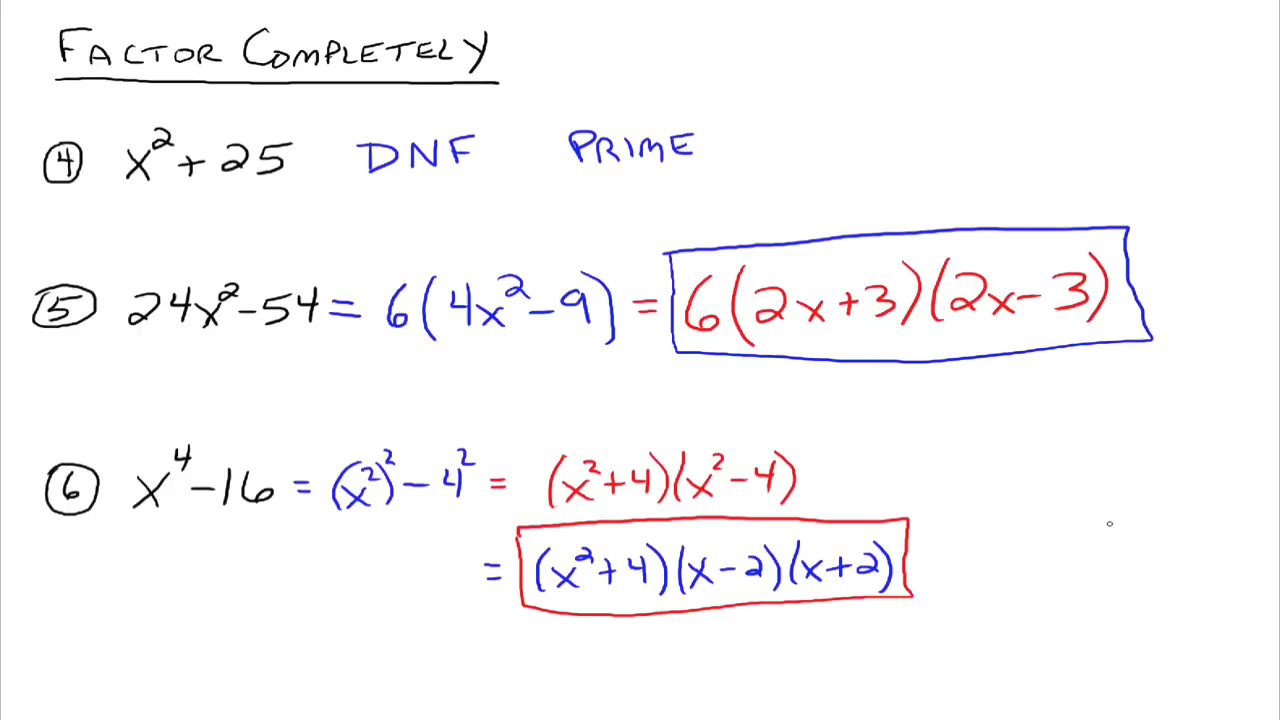 FACTOR COMPLETELY
④ x² + 25 DNF PRIME
⑤ 24x² - 54 = 6(4x² - 9) = 6(2x + 3)(2x - 3)
⑥ x⁴ - 16 = (x²)² - 4² = (x² + 4)(x² - 4)
= (x² + 4)(x - 2)(x + 2)